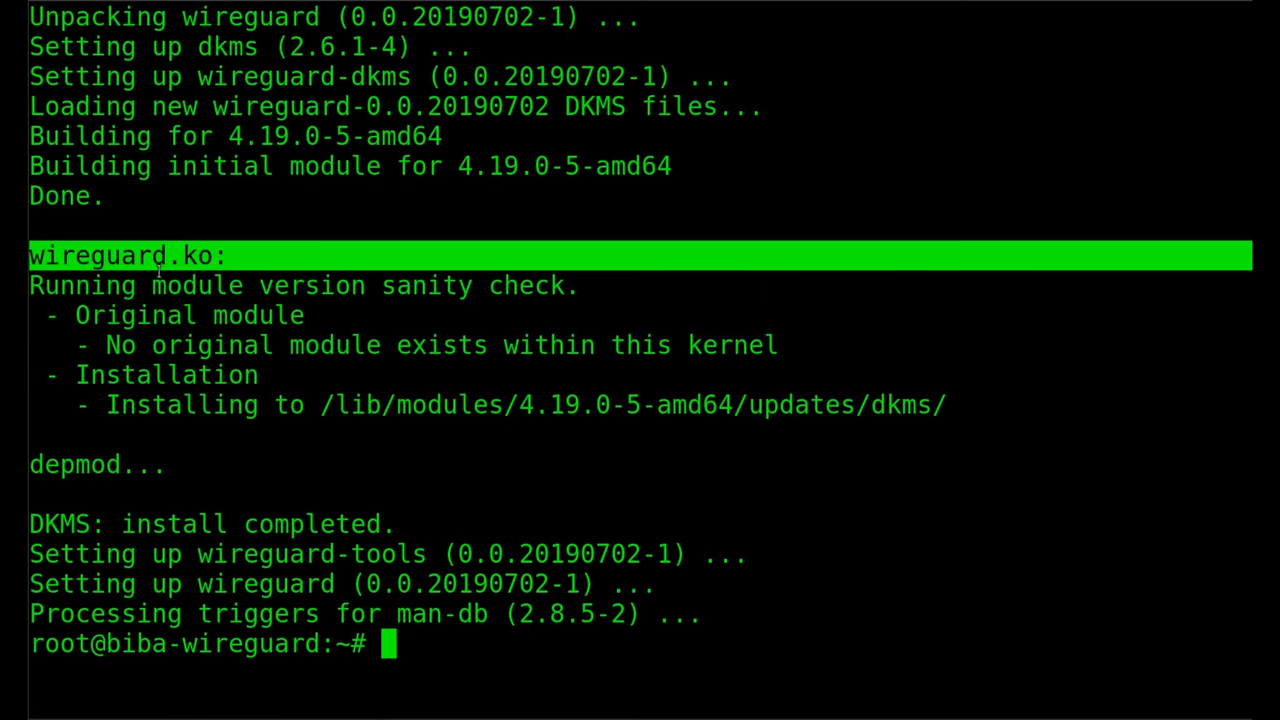 Unpacking wireguard (0.0.20190702-1) ...
Setting up dkms (2.6.1-4) ...
Setting up wireguard-dkms (0.0.20190702-1) ...
Loading new wireguard-0.0.20190702 DKMS files...
Building for 4.19.0-5-amd64
Building initial module for 4.19.0-5-amd64
Done.
wireguard.ko:
Running module version sanity check.
 - Original module
   - No original module exists within this kernel
 - Installation
   - Installing to /lib/modules/4.19.0-5-amd64/updates/dkms/
depmod...
DKMS: install completed.
Setting up wireguard-tools (0.0.20190702-1) ...
Setting up wireguard (0.0.20190702-1) ...
Processing triggers for man-db (2.8.5-2) ...
root@biba-wireguard:~#